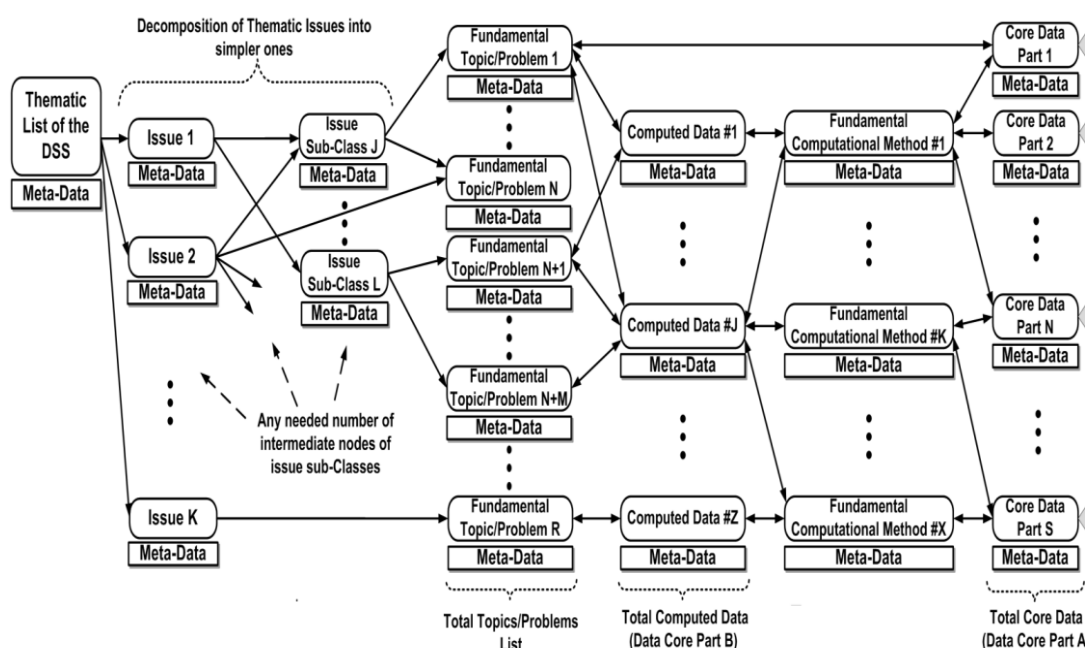 Decomposition of Thematic Issues into
simpler ones
Thematic
List of the
DSS
Meta-Data
Issue 1
Meta-Data
Issue 2
Meta-Data
Issue K
Meta-Data
Issue
Sub-Class J
Meta-Data
Issue
Sub-Class L
Meta-Data
Any needed number of
intermediate nodes of
issue sub-Classes
Fundamental
Topic/Problem 1
Meta-Data
Fundamental
Topic/Problem N
Meta-Data
Fundamental
Topic/Problem N+1
Meta-Data
Fundamental
Topic/Problem N+M
Meta-Data
Fundamental
Topic/Problem R
Meta-Data
Total Topics/Problems
List
Computed Data #1
Meta-Data
Computed Data #J
Meta-Data
Computed Data #Z
Meta-Data
Total Computed Data
(Data Core Part B)
Fundamental
Computational Method #1
Meta-Data
Fundamental
Computational Method #K
Meta-Data
Fundamental
Computational Method #X
Meta-Data
Core Data
Part 1
Meta-Data
Core Data
Part 2
Meta-Data
Core Data
Part N
Meta-Data
Core Data
Part S
Meta-Data
Total Core Data
(Data Core Part A